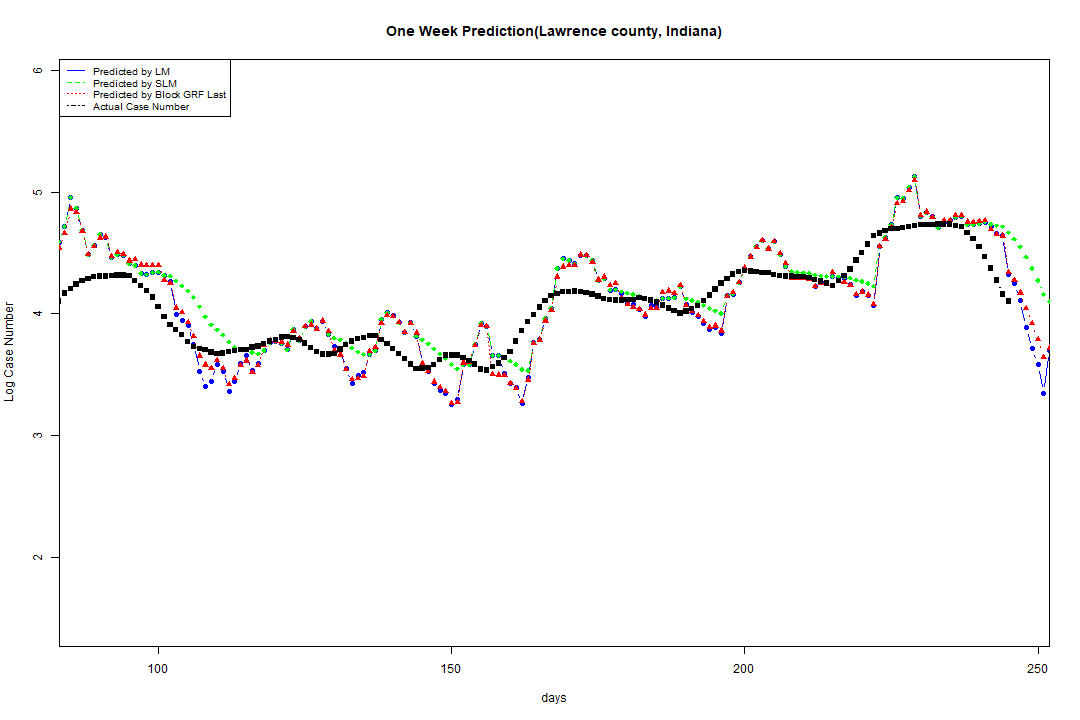 One Week Prediction(Lawrence county, Indiana)
Predicted by LM
Predicted by SLM
Predicted by Block GRF Last
Actual Case Number
6
5
4
3
2
Log Case Number
100
150
200
250
days